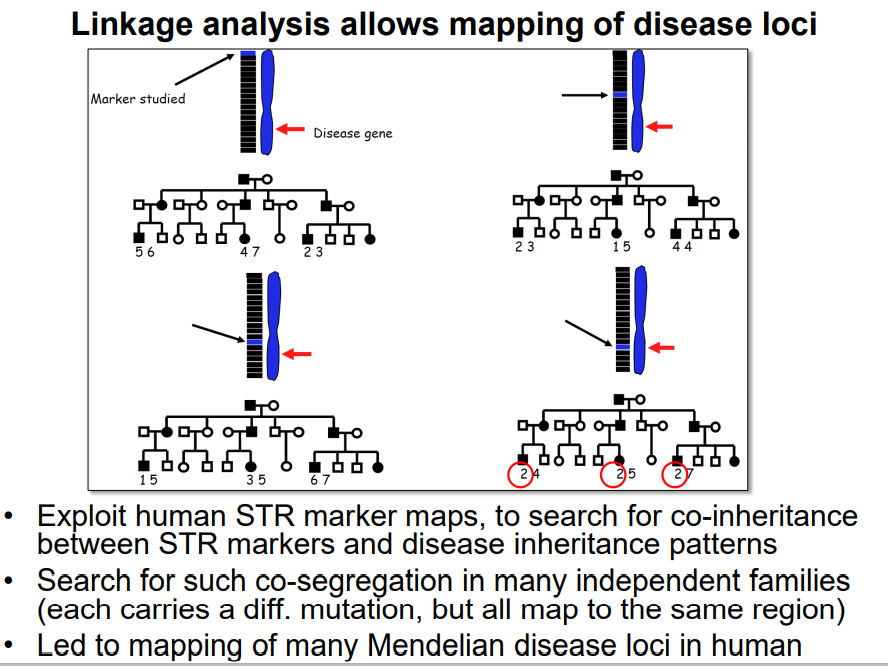 Linkage analysis allows mapping of disease loci
Marker studied
Disease gene
5 6 4 7 2 3
2 3 1 5 4 4
1 5 3 5 6 7
2 4 2 5 2 7
• Exploit human STR marker maps, to search for co-inheritance
between STR markers and disease inheritance patterns
• Search for such co-segregation in many independent families
(each carries a diff. mutation, but all map to the same region)
• Led to mapping of many Mendelian disease loci in human